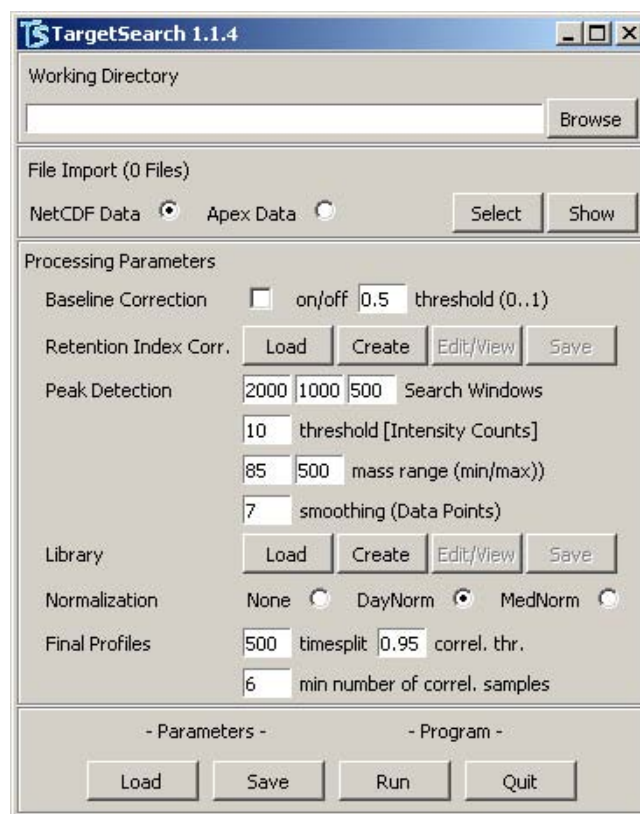 TS TargetSearch 1.1.4
Working Directory
Browse
File Import (0 Files)
NetCDF Data Apex Data Select Show
Processing Parameters
Baseline Correction on/off 0.5 threshold (0..1)
Retention Index Corr. Load Create Edit/View Save
Peak Detection 2000 1000 500 Search Windows
10 threshold [Intensity Counts]
85 500 mass range (min/max))
7 smoothing (Data Points)
Library Load Create Edit/View Save
Normalization None DayNorm MedNorm
Final Profiles 500 timesplit 0.95 correl. thr.
6 min number of correl. samples
- Parameters - - Program -
Load Save Run Quit